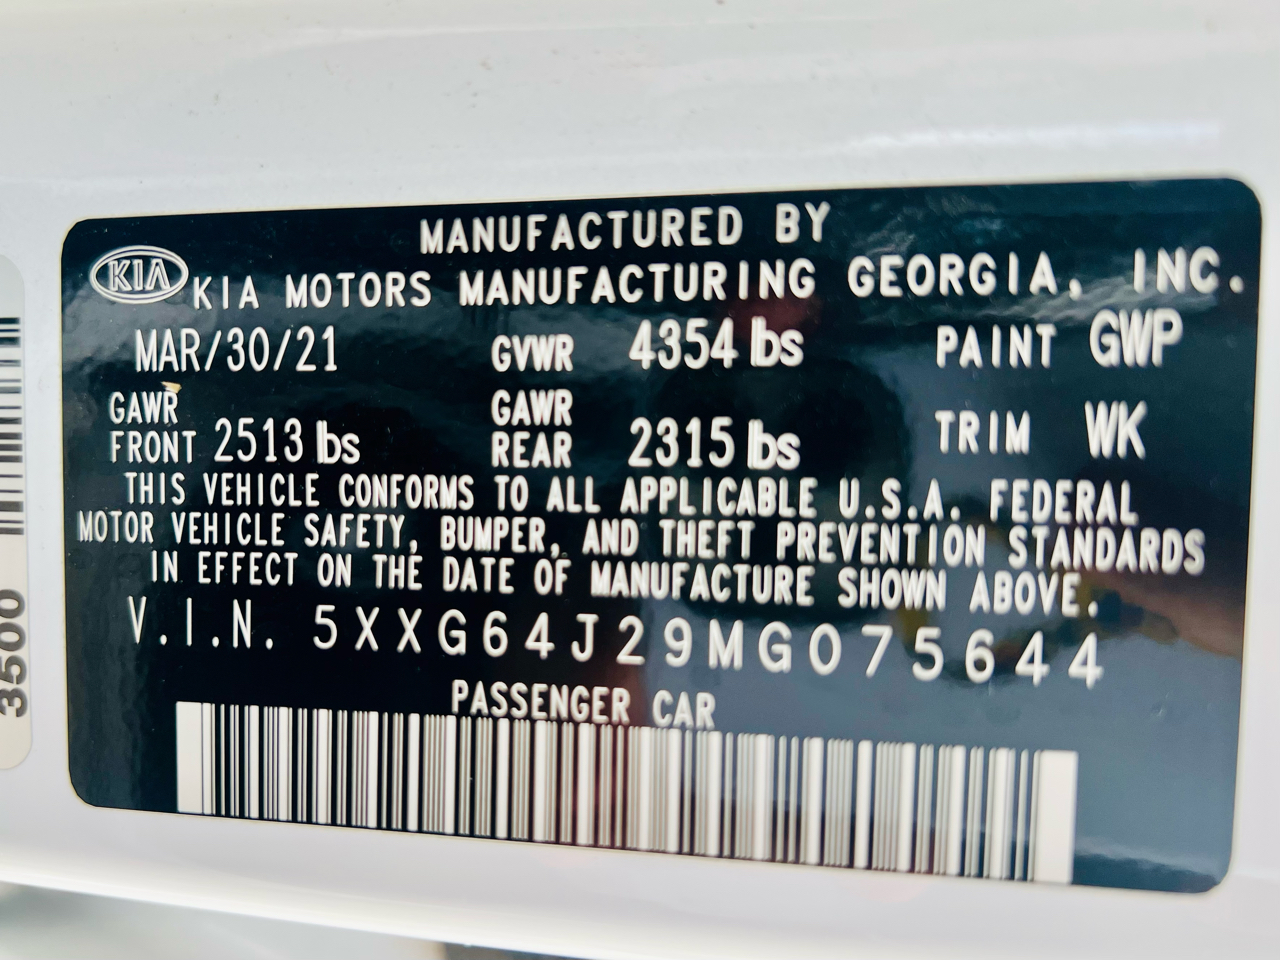 MANUFACTURED BY
KIA KIA MOTORS MANUFACTURING GEORGIA, INC.
MAR/30/21 GVWR 4354 lbs PAINT GWP
GAWR GAWR
FRONT 2513 lbs REAR 2315 lbs TRIM WK
THIS VEHICLE CONFORMS TO ALL APPLICABLE U.S.A. FEDERAL
MOTOR VEHICLE SAFETY, BUMPER, AND THEFT PREVENTION STANDARDS
IN EFFECT ON THE DATE OF MANUFACTURE SHOWN ABOVE.
V.I.N. 5XXG64J29MG075644
PASSENGER CAR
3500